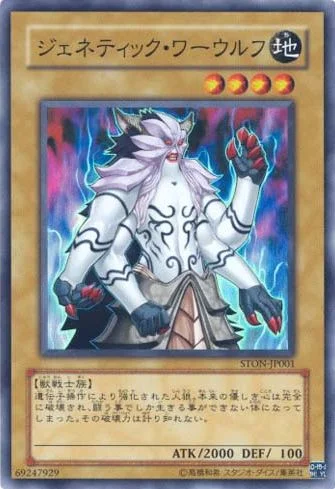 ジェネティック・ワーウルフ
地
STON-JP001
[獣戦士族]
遺伝子操作により強化された人狼。本来の優しき心は完全
に破壊され、闘う事でしか生きる事ができない体になって
しまった。その破壊力は計り知れない。
ATK/2000 DEF/ 100
69247929
©高橋和希 スタジオ・ダイス/集英社